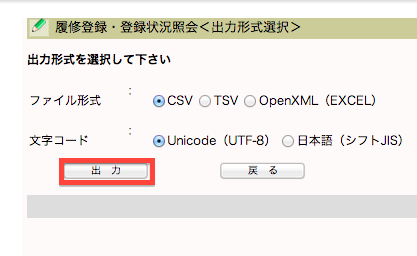 履修登録・登録状況照会＜出力形式選択＞
出力形式を選択して下さい
ファイル形式 : CSV TSV OpenXML（EXCEL）
文字コード : Unicode（UTF-8） 日本語（シフトJIS）
出 力 戻 る